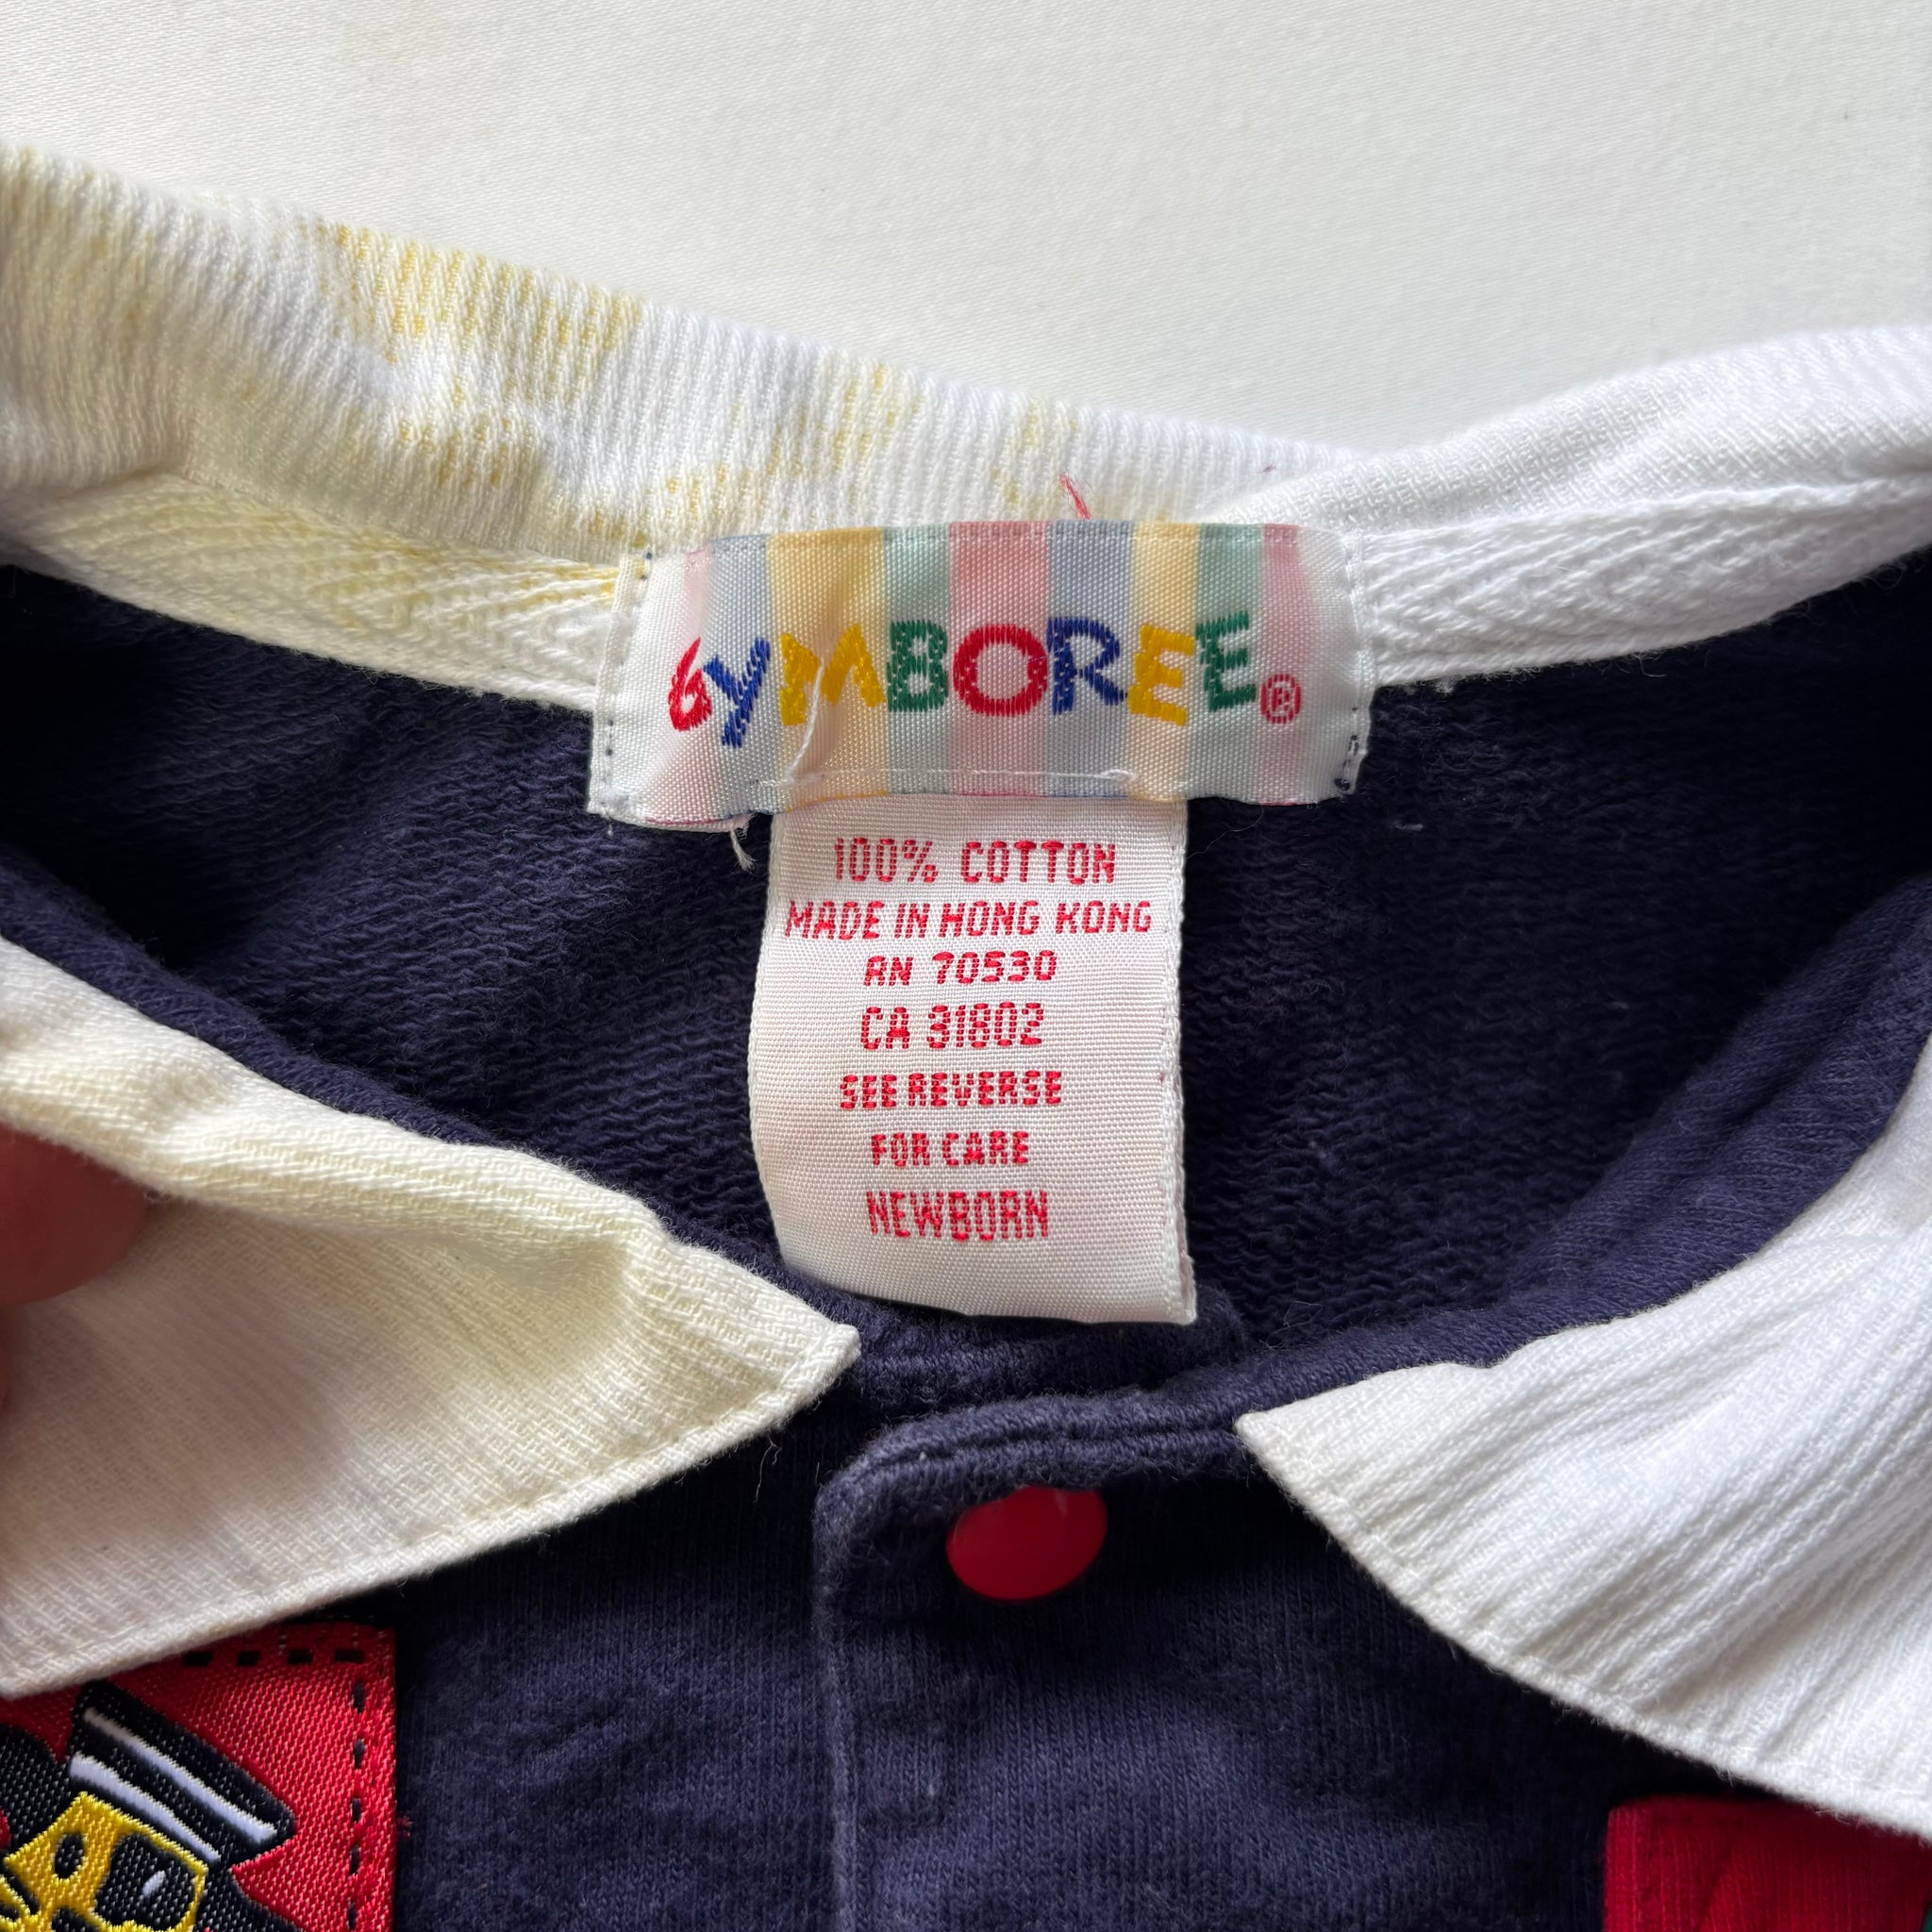 GYMBOREE®
100% COTTON
MADE IN HONG KONG
RN 70530
CA 31802
SEE REVERSE
FOR CARE
NEWBORN